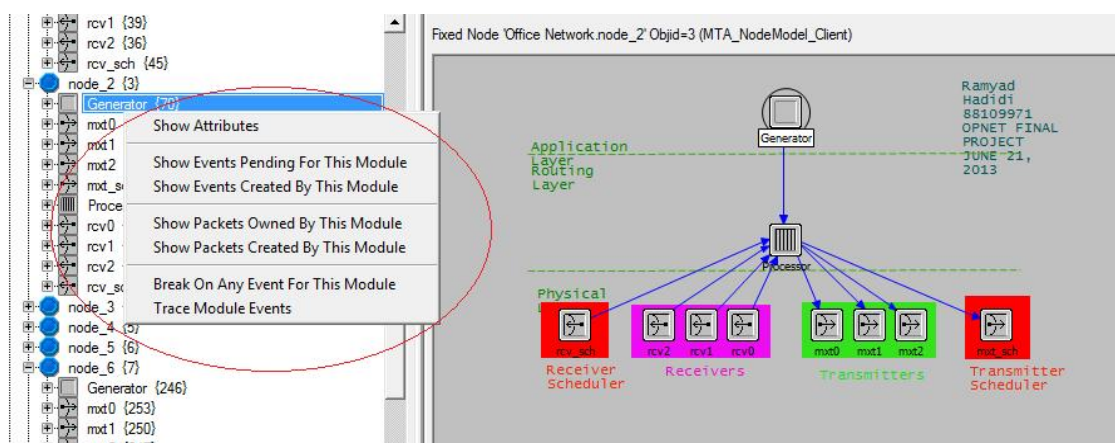 rcv1 {39}
rcv2 {36}
rcv_sch {45}
node_2 {3}
Generator {70}
mxt0
mxt1
mxt2
rcv0
rcv1
rcv2
node_3
node_4 {5}
node_5 {6}
node_6 {7}
Generator {246}
mxt0 {253}
mxt1 {250}
Show Attributes
Show Events Pending For This Module
Show Events Created By This Module
Show Packets Owned By This Module
Show Packets Created By This Module
Break On Any Event For This Module
Trace Module Events
Fixed Node 'Office Network.node_2' Objid=3 (MTA_NodeModel_Client)
Ramyad
Hadidi
88109971
OPNET FINAL
PROJECT
JUNE 21,
2013
Generator
Application
Layer
Routing
Layer
Processor
Physical
rcv_sch
rcv2 rcv1 rcv0
mxt0 mxt1 mxt2
mxt_sch
Receiver
Scheduler
Receivers
Transmitters
Transmitter
Scheduler